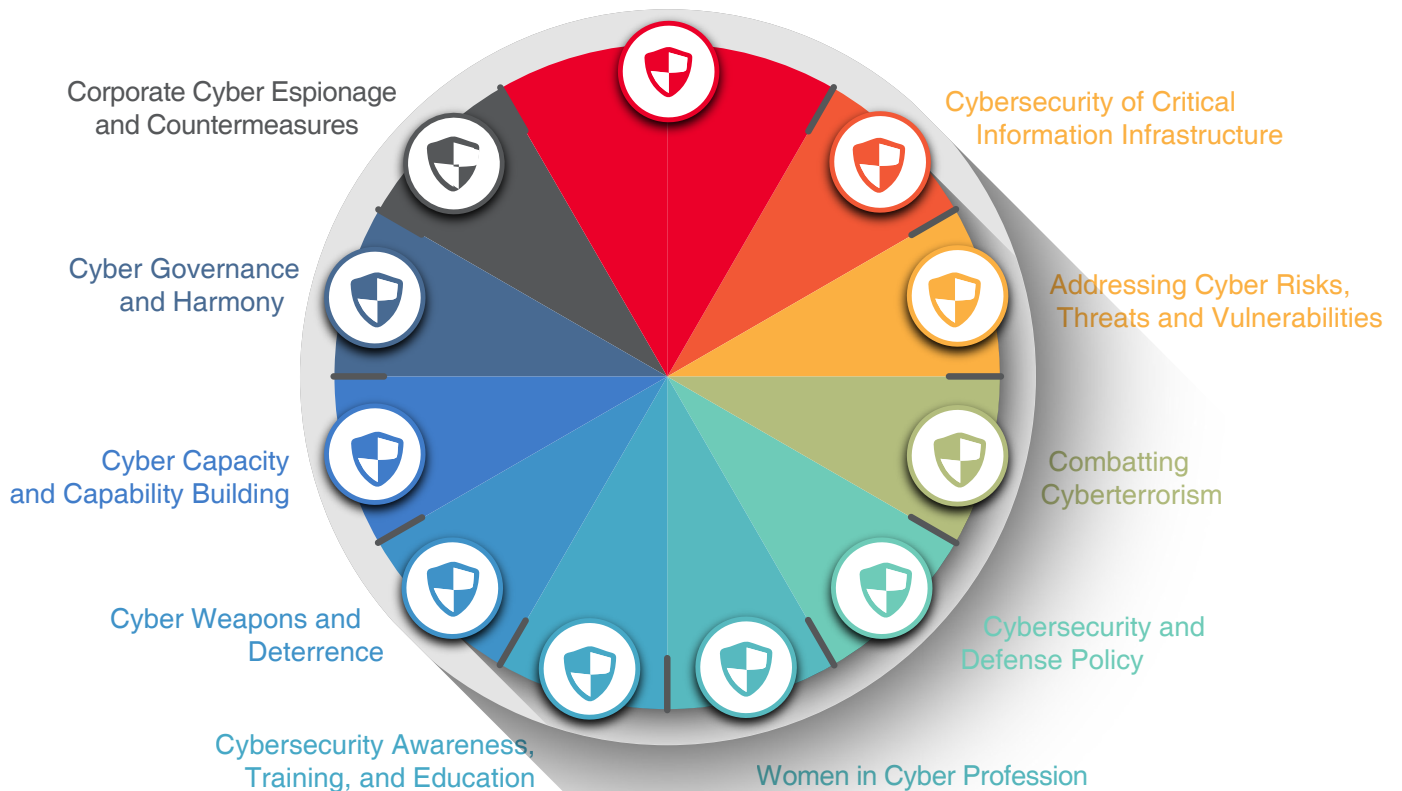 Corporate Cyber Espionage
and Countermeasures
Cybersecurity of Critical
Information Infrastructure
Cyber Governance
and Harmony
Addressing Cyber Risks,
Threats and Vulnerabilities
Cyber Capacity
and Capability Building
Combatting
Cyberterrorism
Cyber Weapons and
Deterrence
Cybersecurity and
Defense Policy
Cybersecurity Awareness,
Training, and Education
Women in Cyber Profession